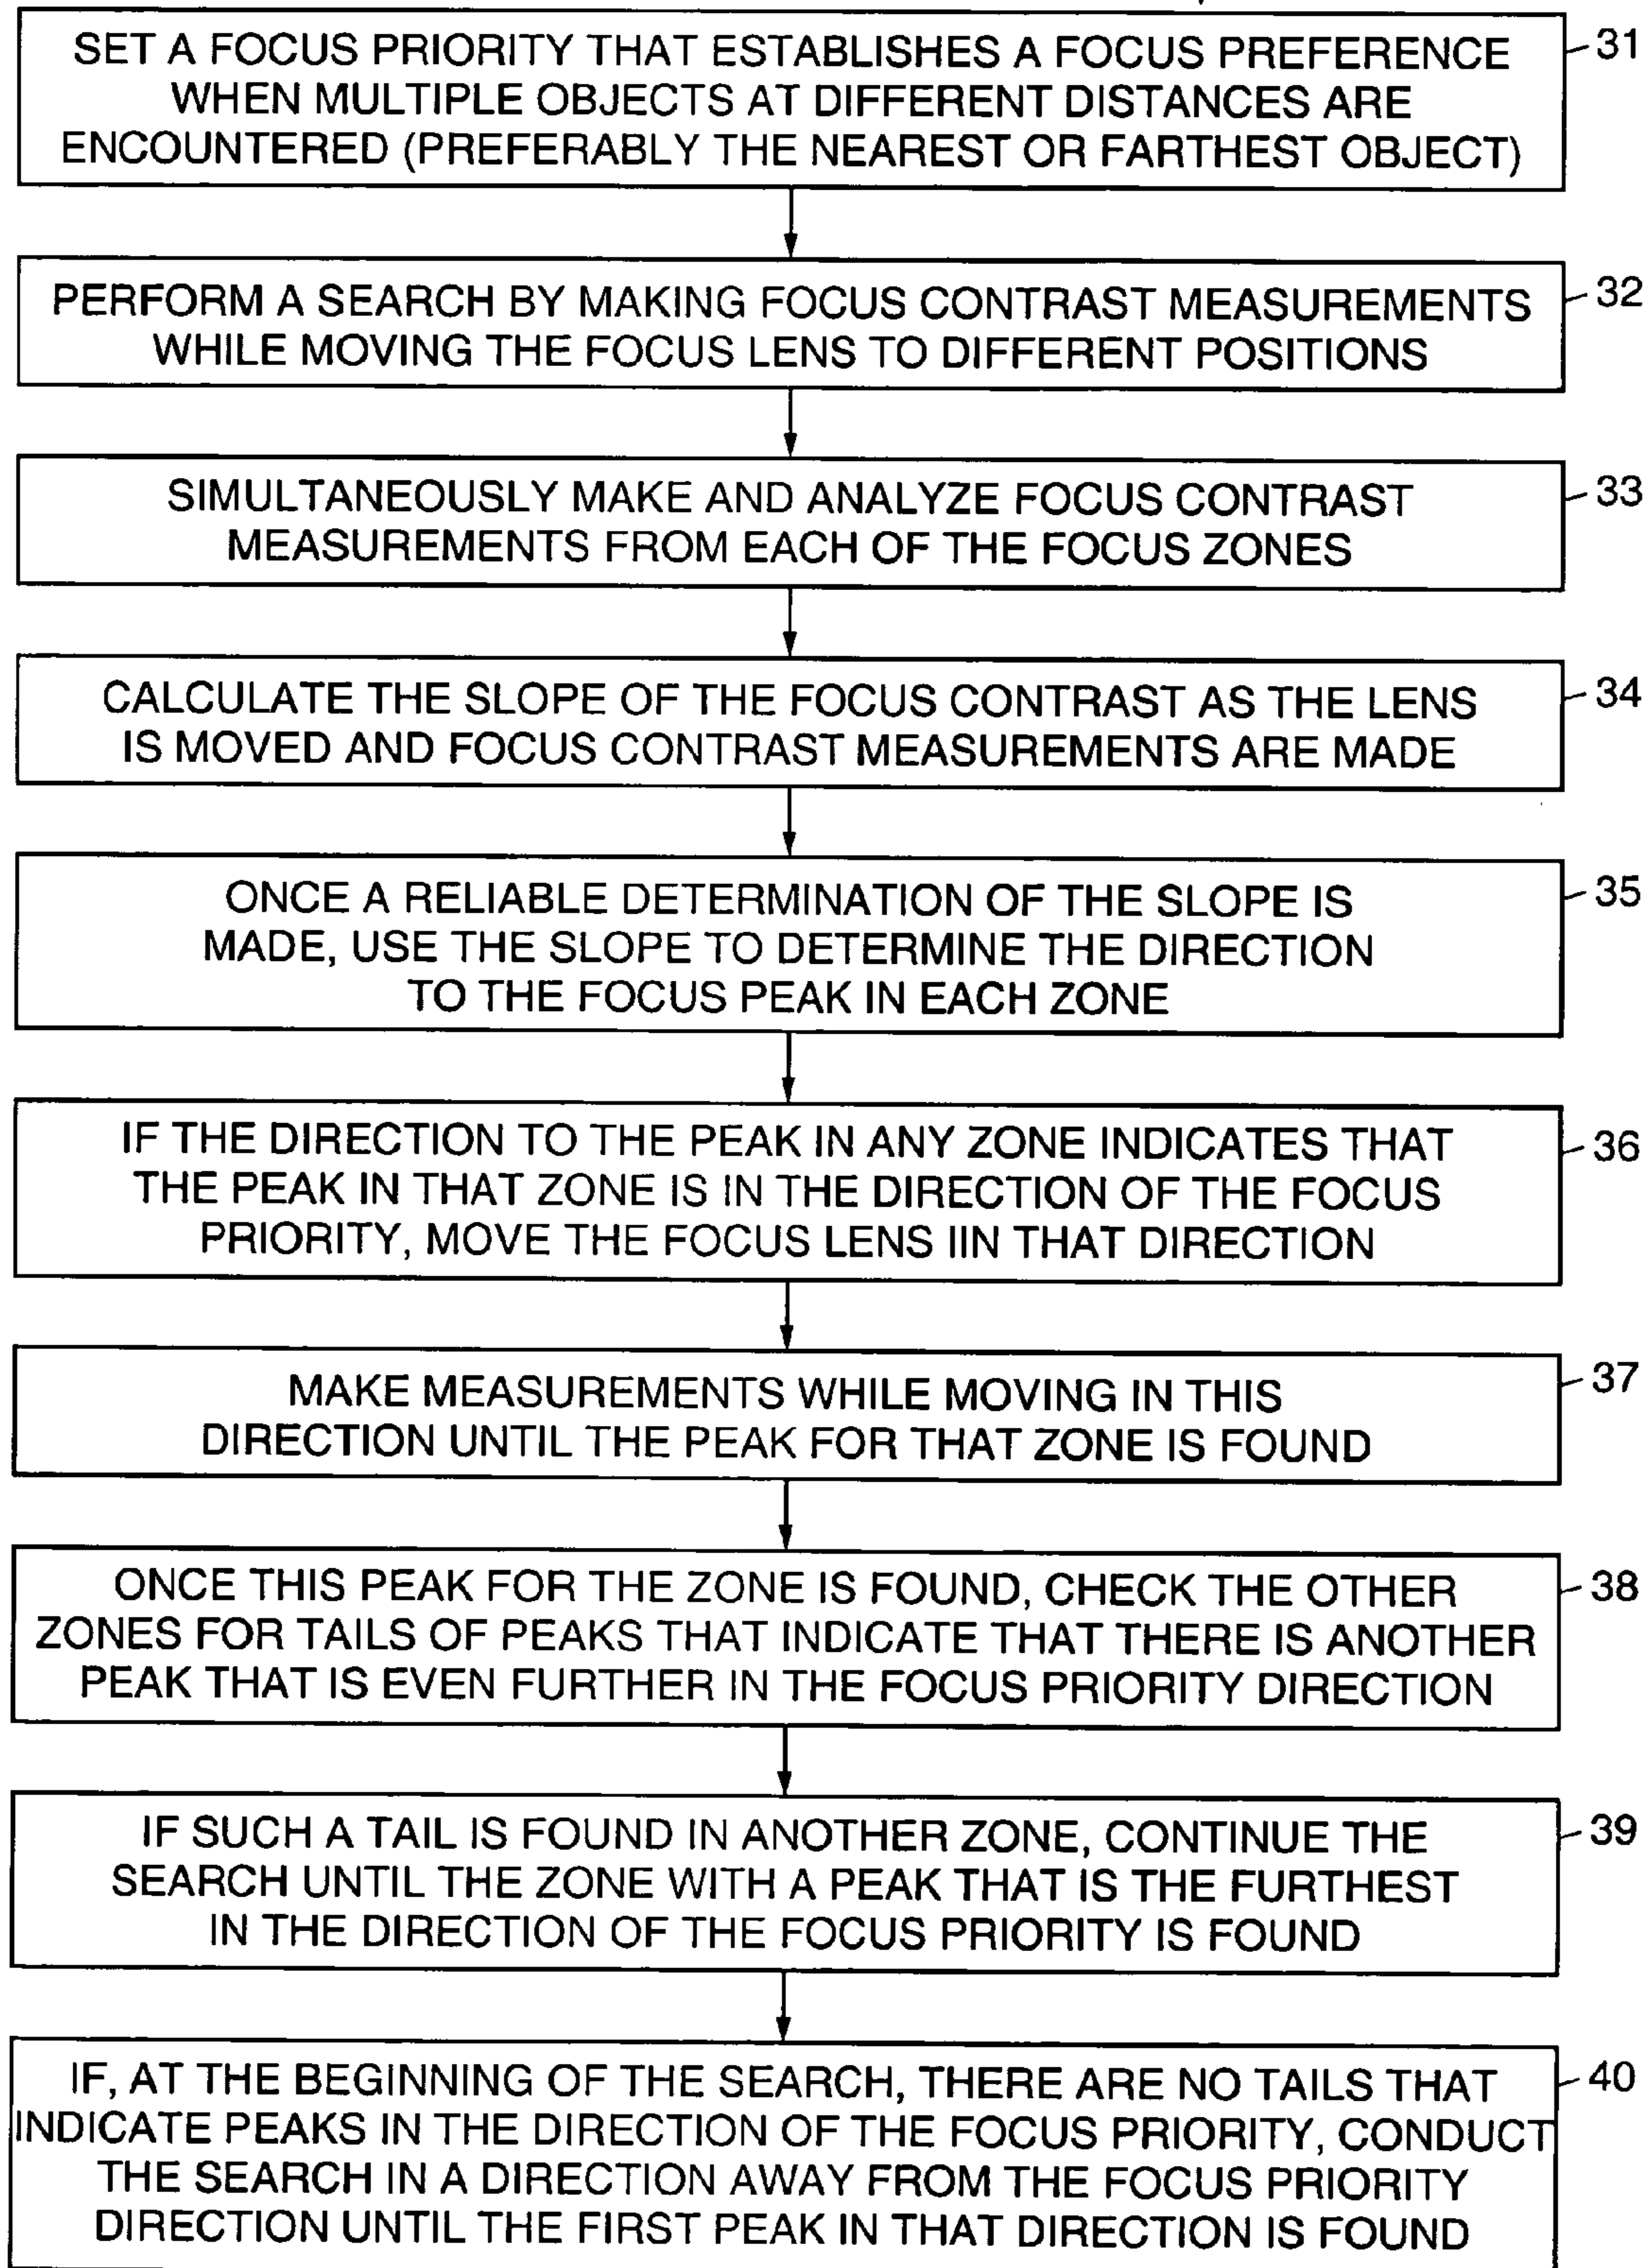 SET A FOCUS PRIORITY THAT ESTABLISHES A FOCUS PREFERENCE
WHEN MULTIPLE OBJECTS AT DIFFERENT DISTANCES ARE
ENCOUNTERED (PREFERABLY THE NEAREST OR FARTHEST OBJECT)
31
PERFORM A SEARCH BY MAKING FOCUS CONTRAST MEASUREMENTS
WHILE MOVING THE FOCUS LENS TO DIFFERENT POSITIONS
32
SIMULTANEOUSLY MAKE AND ANALYZE FOCUS CONTRAST
MEASUREMENTS FROM EACH OF THE FOCUS ZONES
33
CALCULATE THE SLOPE OF THE FOCUS CONTRAST AS THE LENS
IS MOVED AND FOCUS CONTRAST MEASUREMENTS ARE MADE
34
ONCE A RELIABLE DETERMINATION OF THE SLOPE IS
MADE, USE THE SLOPE TO DETERMINE THE DIRECTION
TO THE FOCUS PEAK IN EACH ZONE
35
IF THE DIRECTION TO THE PEAK IN ANY ZONE INDICATES THAT
THE PEAK IN THAT ZONE IS IN THE DIRECTION OF THE FOCUS
PRIORITY, MOVE THE FOCUS LENS IIN THAT DIRECTION
36
MAKE MEASUREMENTS WHILE MOVING IN THIS
DIRECTION UNTIL THE PEAK FOR THAT ZONE IS FOUND
37
ONCE THIS PEAK FOR THE ZONE IS FOUND, CHECK THE OTHER
ZONES FOR TAILS OF PEAKS THAT INDICATE THAT THERE IS ANOTHER
PEAK THAT IS EVEN FURTHER IN THE FOCUS PRIORITY DIRECTION
38
IF SUCH A TAIL IS FOUND IN ANOTHER ZONE, CONTINUE THE
SEARCH UNTIL THE ZONE WITH A PEAK THAT IS THE FURTHEST
IN THE DIRECTION OF THE FOCUS PRIORITY IS FOUND
39
IF, AT THE BEGINNING OF THE SEARCH, THERE ARE NO TAILS THAT
INDICATE PEAKS IN THE DIRECTION OF THE FOCUS PRIORITY, CONDUCT
THE SEARCH IN A DIRECTION AWAY FROM THE FOCUS PRIORITY
DIRECTION UNTIL THE FIRST PEAK IN THAT DIRECTION IS FOUND
40